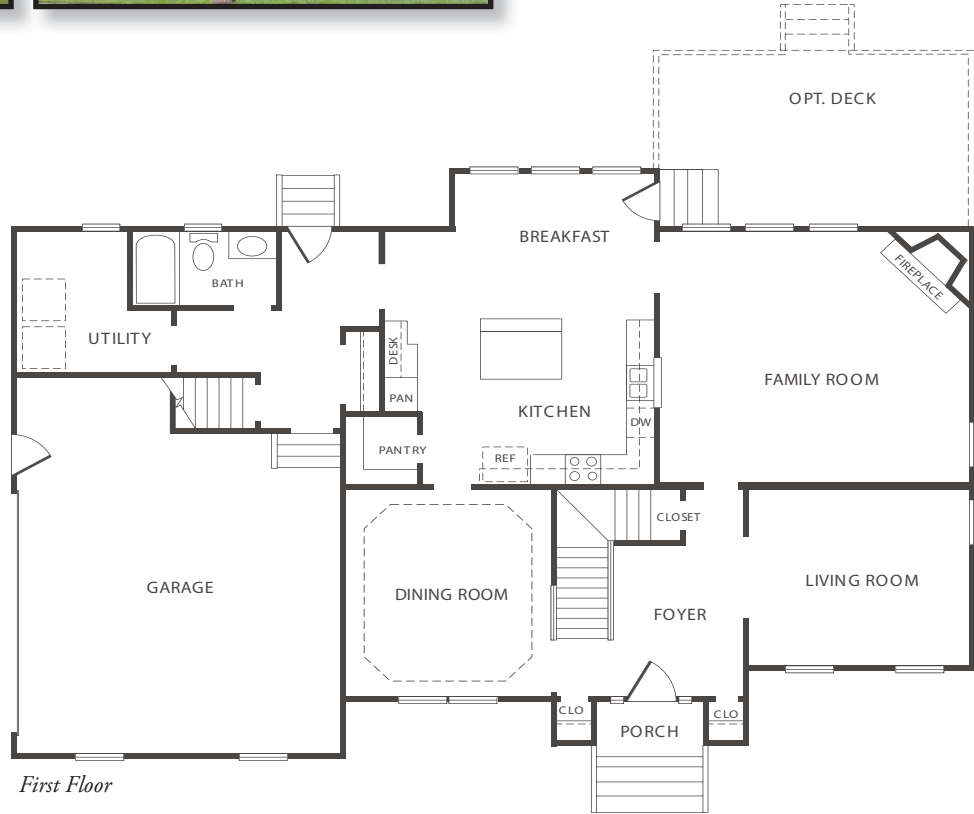 OPT. DECK
BREAKFAST
FIREPLACE
BATH
UTILITY
DESK
FAMILY ROOM
PAN
KITCHEN
DW
PANTRY
REF
CLOSET
GARAGE
DINING ROOM
LIVING ROOM
FOYER
CLO
CLO
PORCH
First Floor